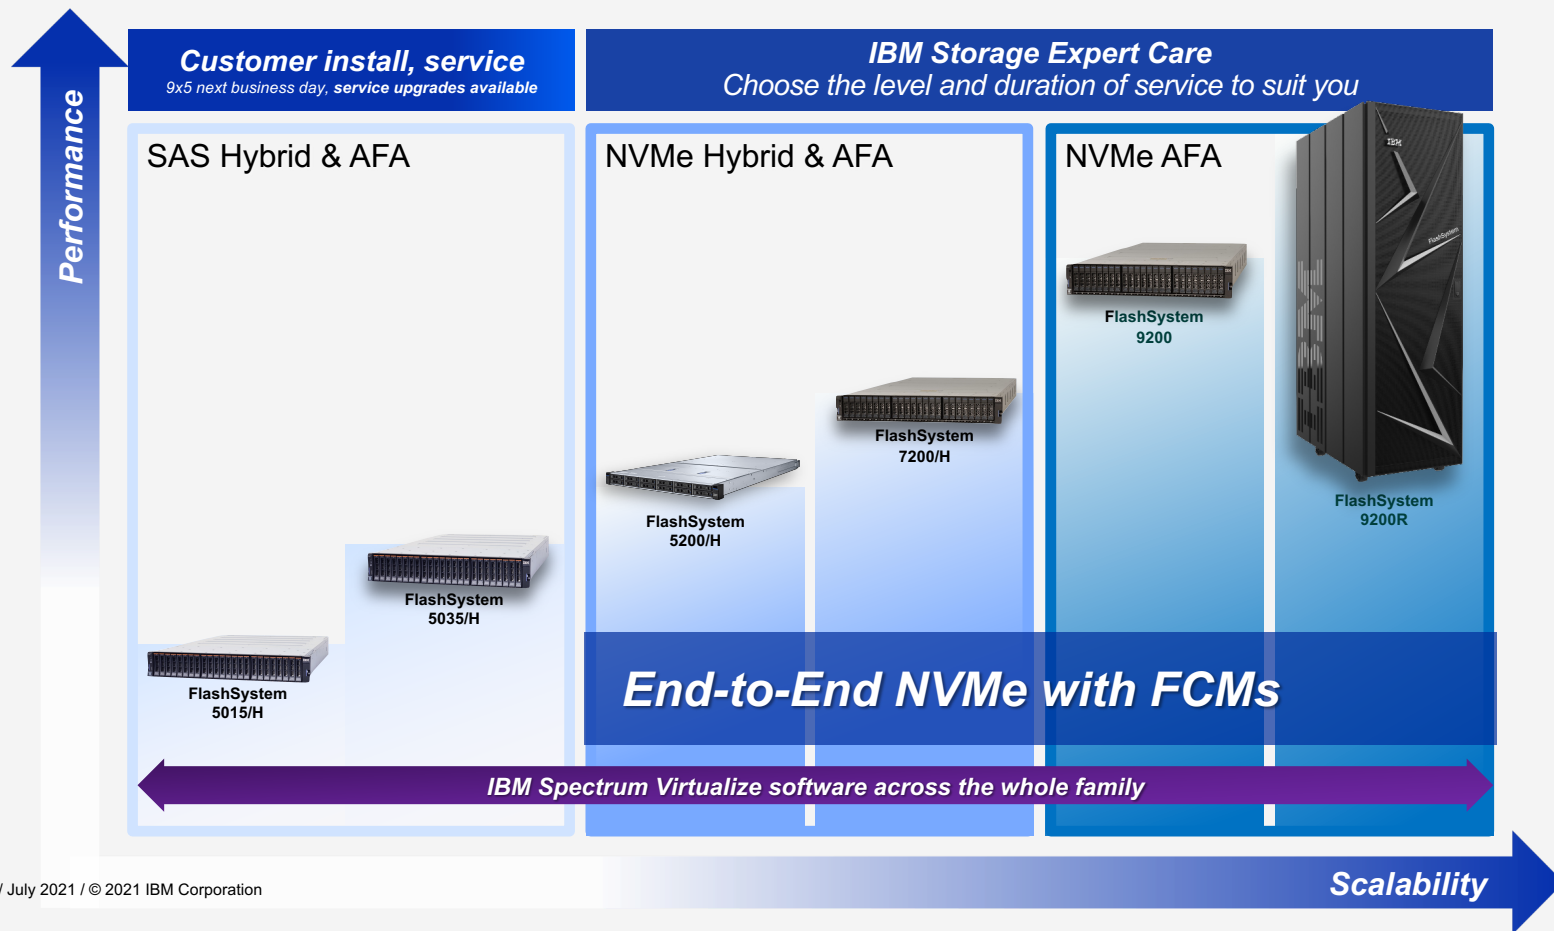 Performance
Customer install, service
9x5 next business day, service upgrades available
IBM Storage Expert Care
Choose the level and duration of service to suit you
SAS Hybrid & AFA
NVMe Hybrid & AFA
NVMe AFA
IBM
FlashSystem
IBM
FlashSystem
9200
FlashSystem
7200/H
FlashSystem
5200/H
FlashSystem
9200R
FlashSystem
5035/H
FlashSystem
5015/H
End-to-End NVMe with FCMs
IBM Spectrum Virtualize software across the whole family
Scalability
/ July 2021 / © 2021 IBM Corporation